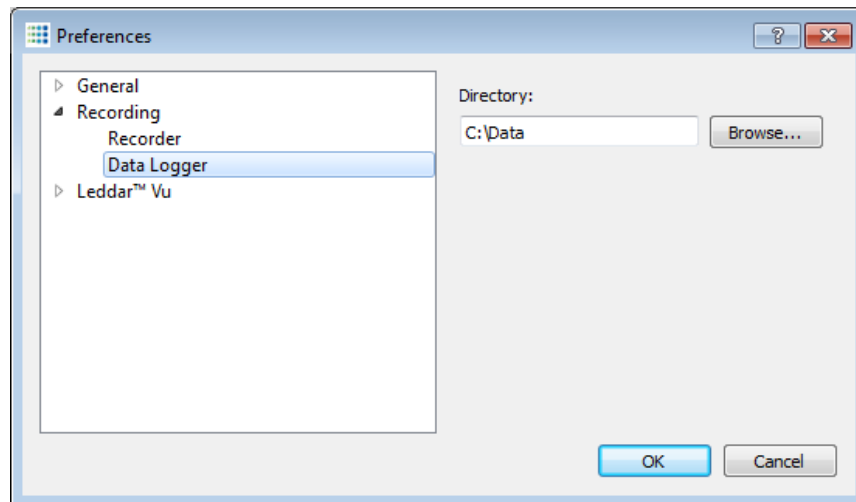 Preferences
General
Recording
Recorder
Data Logger
Leddar™ Vu
Directory:
C:\Data
Browse...
OK
Cancel